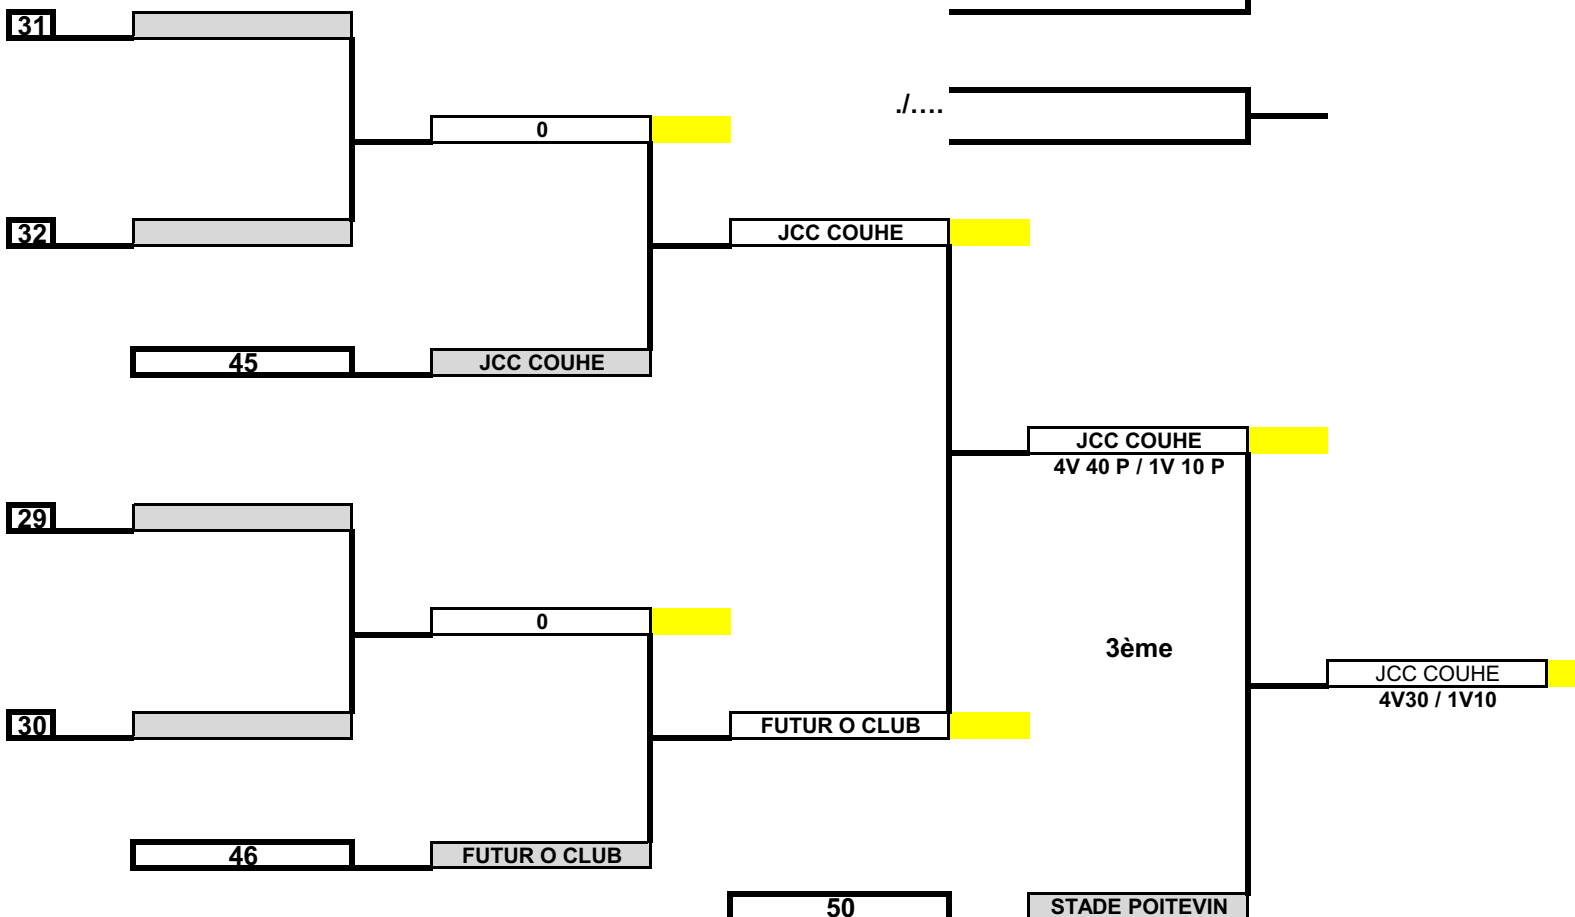 31
./....
0
32
JCC COUHE
45
JCC COUHE
JCC COUHE
4V 40 P / 1V 10 P
29
0
3ème
JCC COUHE
4V30 / 1V10
30
FUTUR O CLUB
46
FUTUR O CLUB
50
STADE POITEVIN